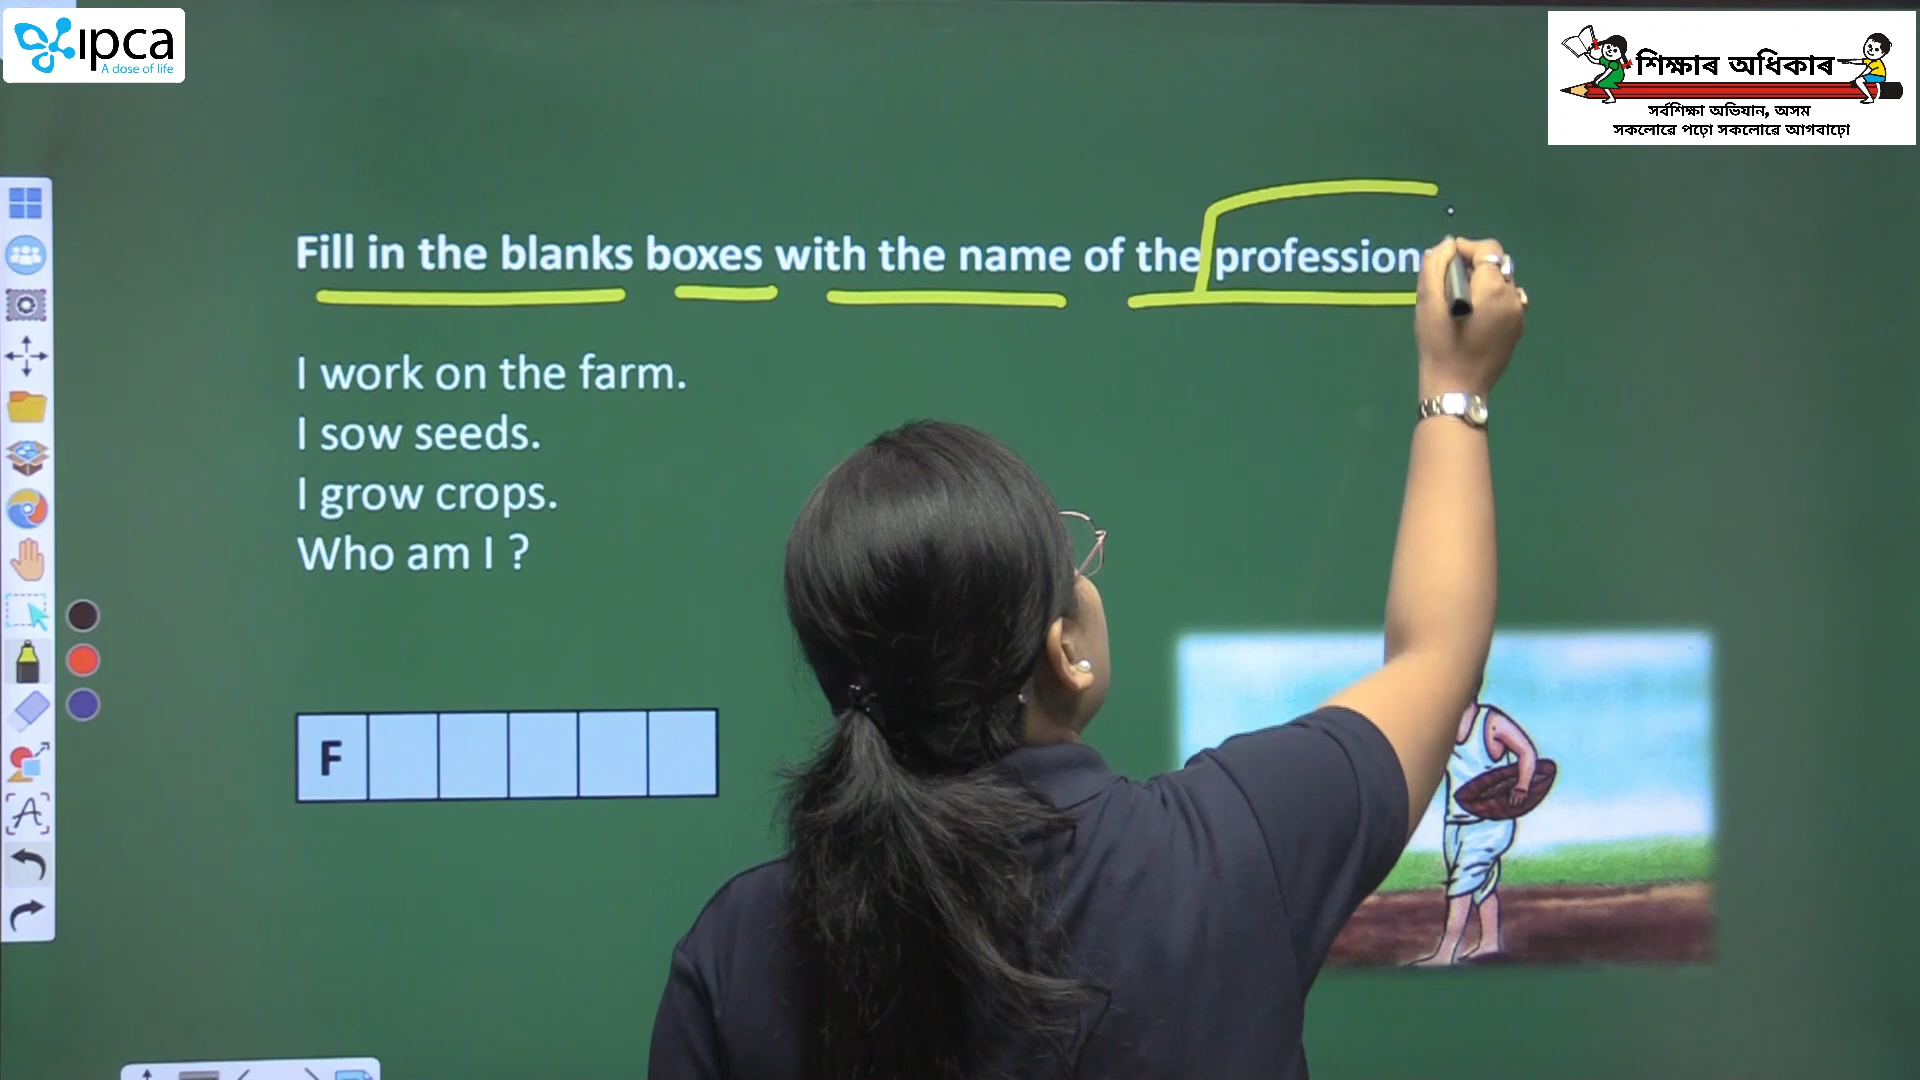 ipca
A dose of life
শিক্ষাৰ অধিকাৰ
সৰ্বশিক্ষা অভিযান, অসম
সকলোৱে পঢ়ো সকলোৱে আগবাঢ়ো
Fill in the blanks boxes with the name of the profession
I work on the farm.
I sow seeds.
I grow crops.
Who am I ?
F
A